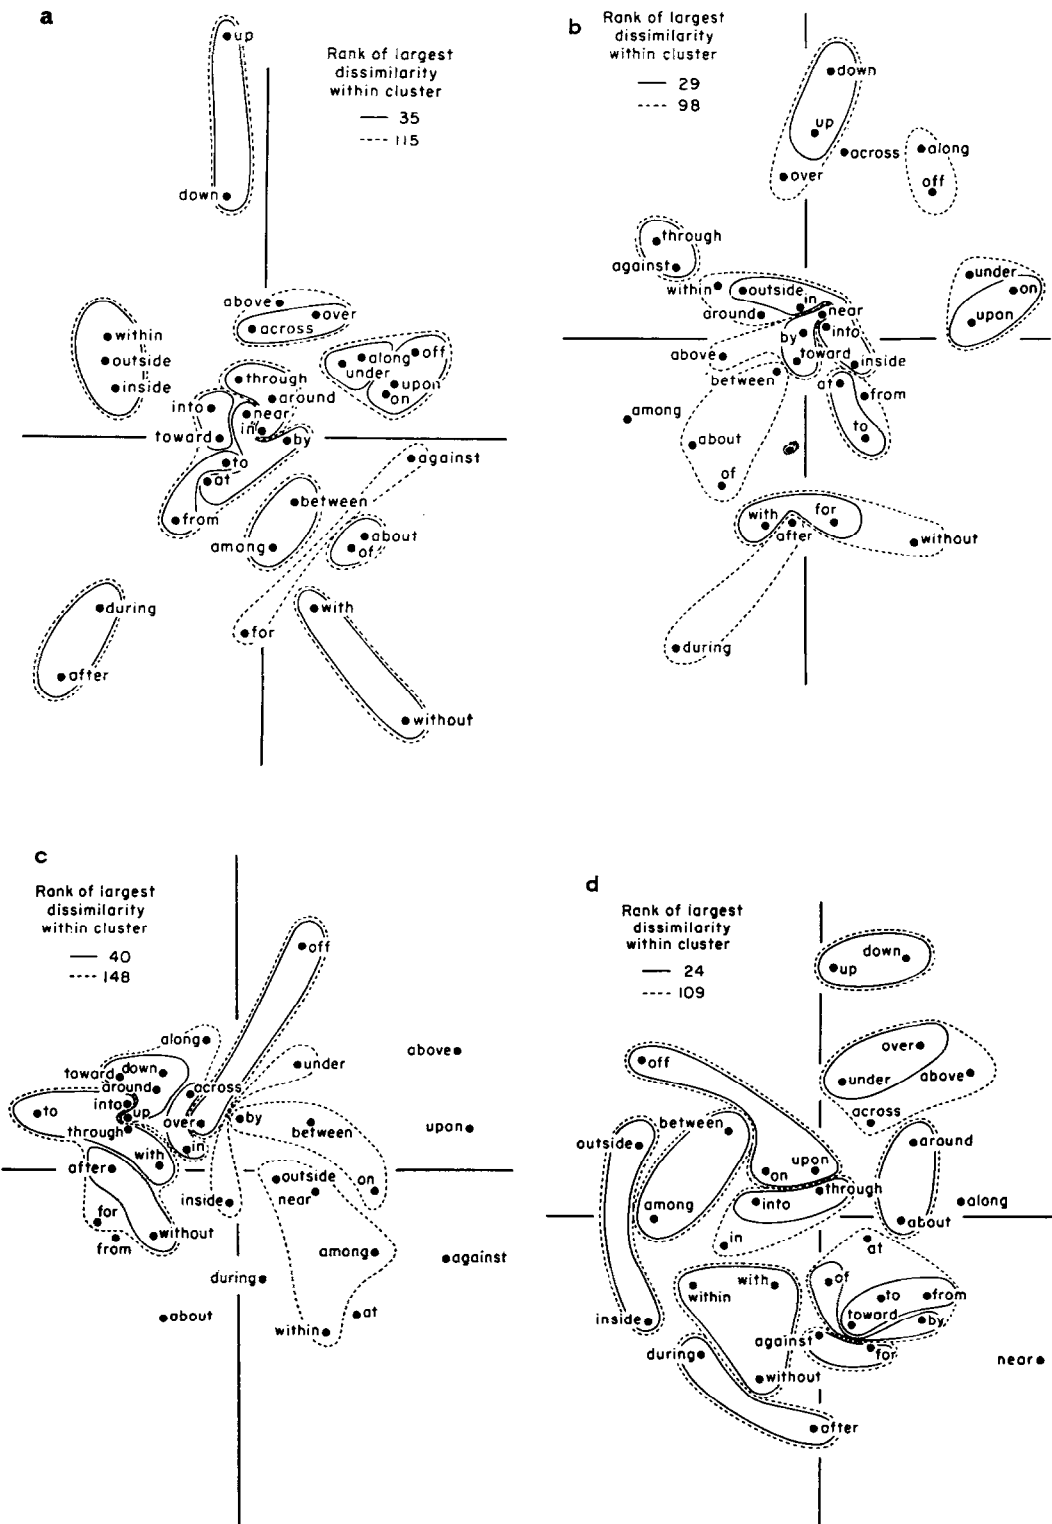 a
Rank of largest
dissimilarity
within cluster
35
115
up
down
above
over
across
within
outside
inside
along
off
under
upon
on
through
around
into
near
in
toward
by
to
at
from
against
between
among
about
of
during
after
with
for
without
b
Rank of largest
dissimilarity
within cluster
29
98
down
up
across
along
over
off
through
against
under
on
upon
within
outside
in
near
around
into
by
above
toward
inside
between
at
from
among
to
about
of
with
for
after
without
during
c
Rank of largest
dissimilarity
within cluster
40
148
off
along
above
toward
down
under
around
across
into
to
up
over
by
through
between
upon
with
in
after
outside
on
near
inside
for
without
from
among
against
during
about
at
within
d
Rank of largest
dissimilarity
within cluster
24
109
down
up
over
off
under
above
across
between
outside
around
upon
on
through
into
along
among
about
in
at
of
with
within
to
from
toward
by
inside
against
during
for
near
without
after